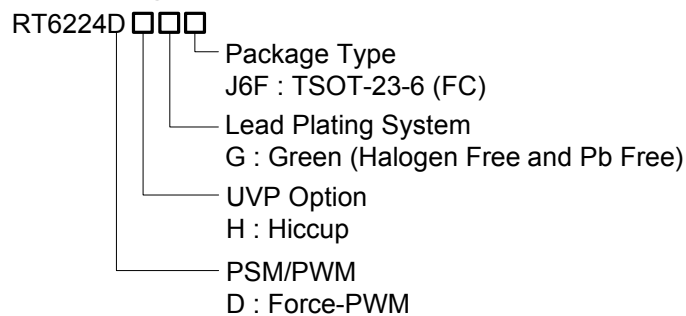 RT6224D
Package Type
J6F : TSOT-23-6 (FC)
Lead Plating System
G : Green (Halogen Free and Pb Free)
UVP Option
H : Hiccup
PSM/PWM
D : Force-PWM